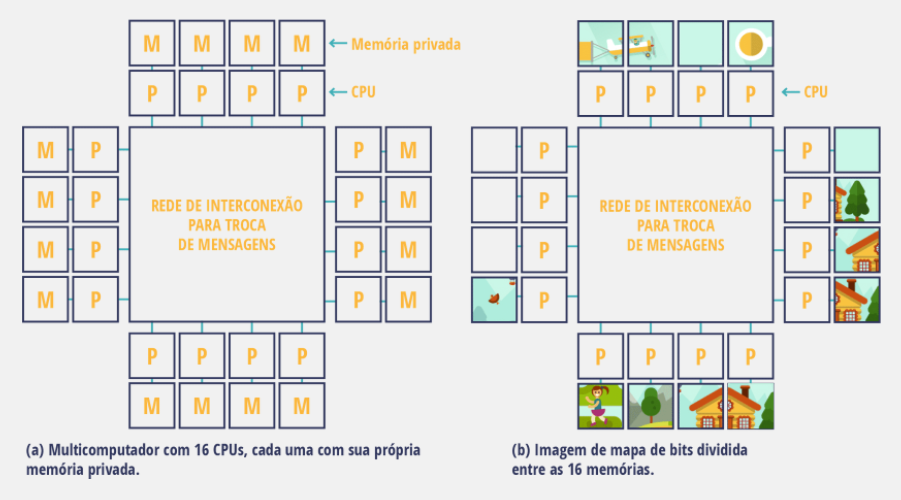 M M M M ← Memória privada
P P P P ← CPU
M P P M
M P P M
M P P M
M P P M
REDE DE INTERCONEXÃO
PARA TROCA
DE MENSAGENS
P P P P
M M M M
(a) Multicomputador com 16 CPUs, cada uma com sua própria
memória privada.
P P P P ← CPU
P P
P P
P P
P P
REDE DE INTERCONEXÃO
PARA TROCA
DE MENSAGENS
P P P P
(b) Imagem de mapa de bits dividida
entre as 16 memórias.